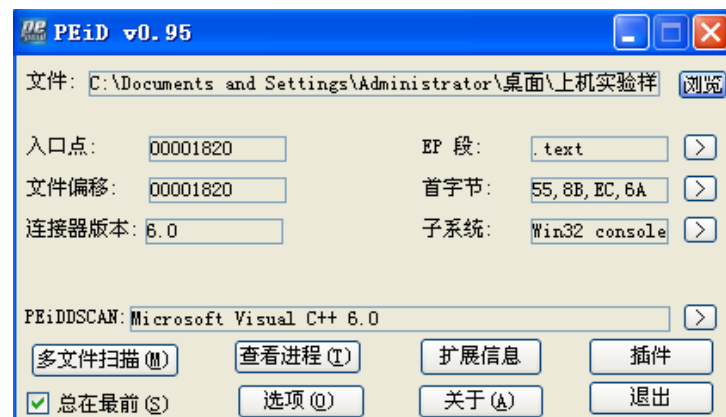 PEiD v0.95
文件: C:\Documents and Settings\Administrator\桌面\上机实验样 浏览
入口点: 00001820 EP 段: .text >
文件偏移: 00001820 首字节: 55,8B,EC,6A >
连接器版本: 6.0 子系统: Win32 console >
PEiDDSCAN: Microsoft Visual C++ 6.0 >
多文件扫描(M) 查看进程(T) 扩展信息 插件
总在最前(S) 选项(O) 关于(A) 退出